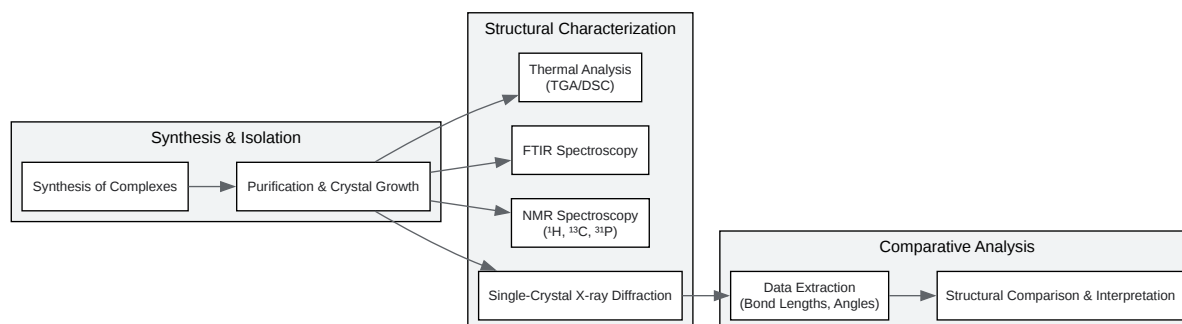 Structural Characterization
Thermal Analysis
(TGA/DSC)
Synthesis & Isolation
FTIR Spectroscopy
Synthesis of Complexes
Purification & Crystal Growth
NMR Spectroscopy
(¹H, ¹³C, ³¹P)
Comparative Analysis
Single-Crystal X-ray Diffraction
Data Extraction
(Bond Lengths, Angles)
Structural Comparison & Interpretation